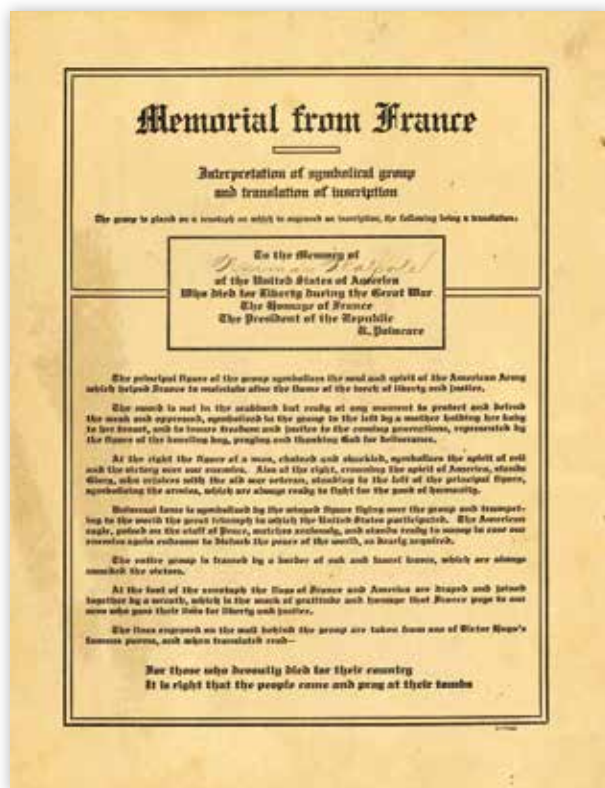 Memorial from France
Interpretation of symbolical group
and translation of inscription
The group is placed on a cenotaph on which is engraved an inscription, the following being a translation:
To the Memory of
Herman Walpole
of the United States of America
Who died for Liberty during the Great War
The Homage of France
The President of the Republic
R. Poincare
The principal figure of the group symbolizes the soul and spirit of the American Army
which helped France to maintain alive the flame of the torch of liberty and justice.
The sword is not in the scabbard but ready at any moment to protect and defend
the weak and oppressed, symbolized in the group to the left by a mother holding her baby
to her breast, and to insure freedom and justice to the coming generations, represented by
the figure of the kneeling boy, praying and thanking God for deliverance.
At the right the figure of a man, chained and shackled, symbolizes the spirit of evil
and the victory over our enemies. Also at the right, crowning the spirit of America, stands
Glory, who rejoices with the old war veteran, standing to the left of the principal figure,
symbolizing the armies, which are always ready to fight for the good of humanity.
Universal fame is symbolized by the winged figure flying over the group and trumpet-
ing to the world the great triumph in which the United States participated. The American
eagle, poised on the staff of Peace, watches zealously, and stands ready to swoop in case our
enemies again endeavor to disturb the peace of the world, so dearly acquired.
The entire group is framed by a border of oak and laurel leaves, which are always
awarded the victors.
At the foot of the cenotaph the flags of France and America are draped and joined
together by a wreath, which is the mark of gratitude and homage that France pays to our
men who gave their lives for liberty and justice.
The lines engraved on the wall behind the group are taken from one of Victor Hugo's
famous poems, and when translated read—
For those who devoutly died for their country
It is right that the people come and pray at their tombs